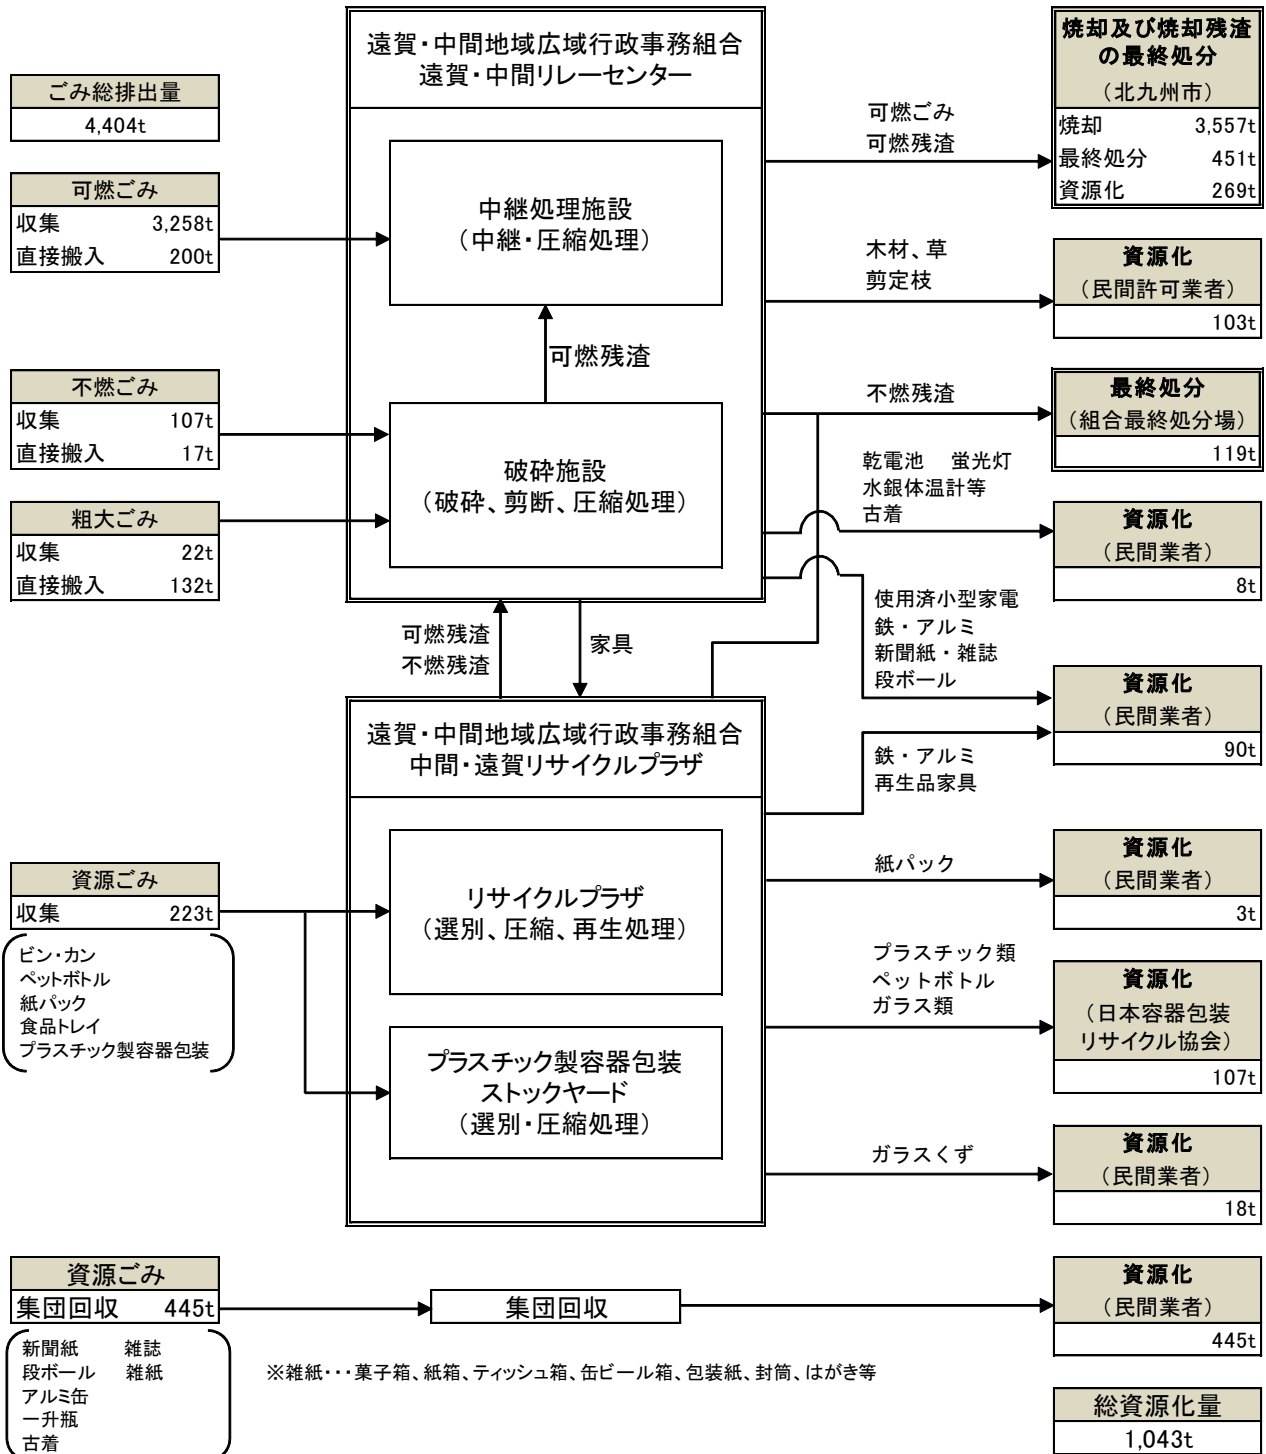 ごみ総排出量
4,404t
可燃ごみ
収集 3,258t
直接搬入 200t
不燃ごみ
収集 107t
直接搬入 17t
粗大ごみ
収集 22t
直接搬入 132t
資源ごみ
収集 223t
ビン・カン
ペットボトル
紙パック
食品トレイ
プラスチック製容器包装
資源ごみ
集団回収 445t
新聞紙 雑誌
段ボール 雑紙
アルミ缶
一升瓶
古着
遠賀・中間地域広域行政事務組合
遠賀・中間リレーセンター
中継処理施設
（中継・圧縮処理）
可燃残渣
破砕施設
（破砕、剪断、圧縮処理）
可燃残渣
不燃残渣
家具
遠賀・中間地域広域行政事務組合
中間・遠賀リサイクルプラザ
リサイクルプラザ
（選別、圧縮、再生処理）
プラスチック製容器包装
ストックヤード
（選別・圧縮処理）
集団回収
※雑紙・・・菓子箱、紙箱、ティッシュ箱、缶ビール箱、包装紙、封筒、はがき等
可燃ごみ
可燃残渣
木材、草
剪定枝
不燃残渣
乾電池 蛍光灯
水銀体温計等
古着
使用済小型家電
鉄・アルミ
新聞紙・雑誌
段ボール
鉄・アルミ
再生品家具
紙パック
プラスチック類
ペットボトル
ガラス類
ガラスくず
焼却及び焼却残渣
の最終処分
（北九州市）
焼却 3,557t
最終処分 451t
資源化 269t
資源化
（民間許可業者）
103t
最終処分
（組合最終処分場）
119t
資源化
（民間業者）
8t
資源化
（民間業者）
90t
資源化
（民間業者）
3t
資源化
（日本容器包装
リサイクル協会）
107t
資源化
（民間業者）
18t
資源化
（民間業者）
445t
総資源化量
1,043t